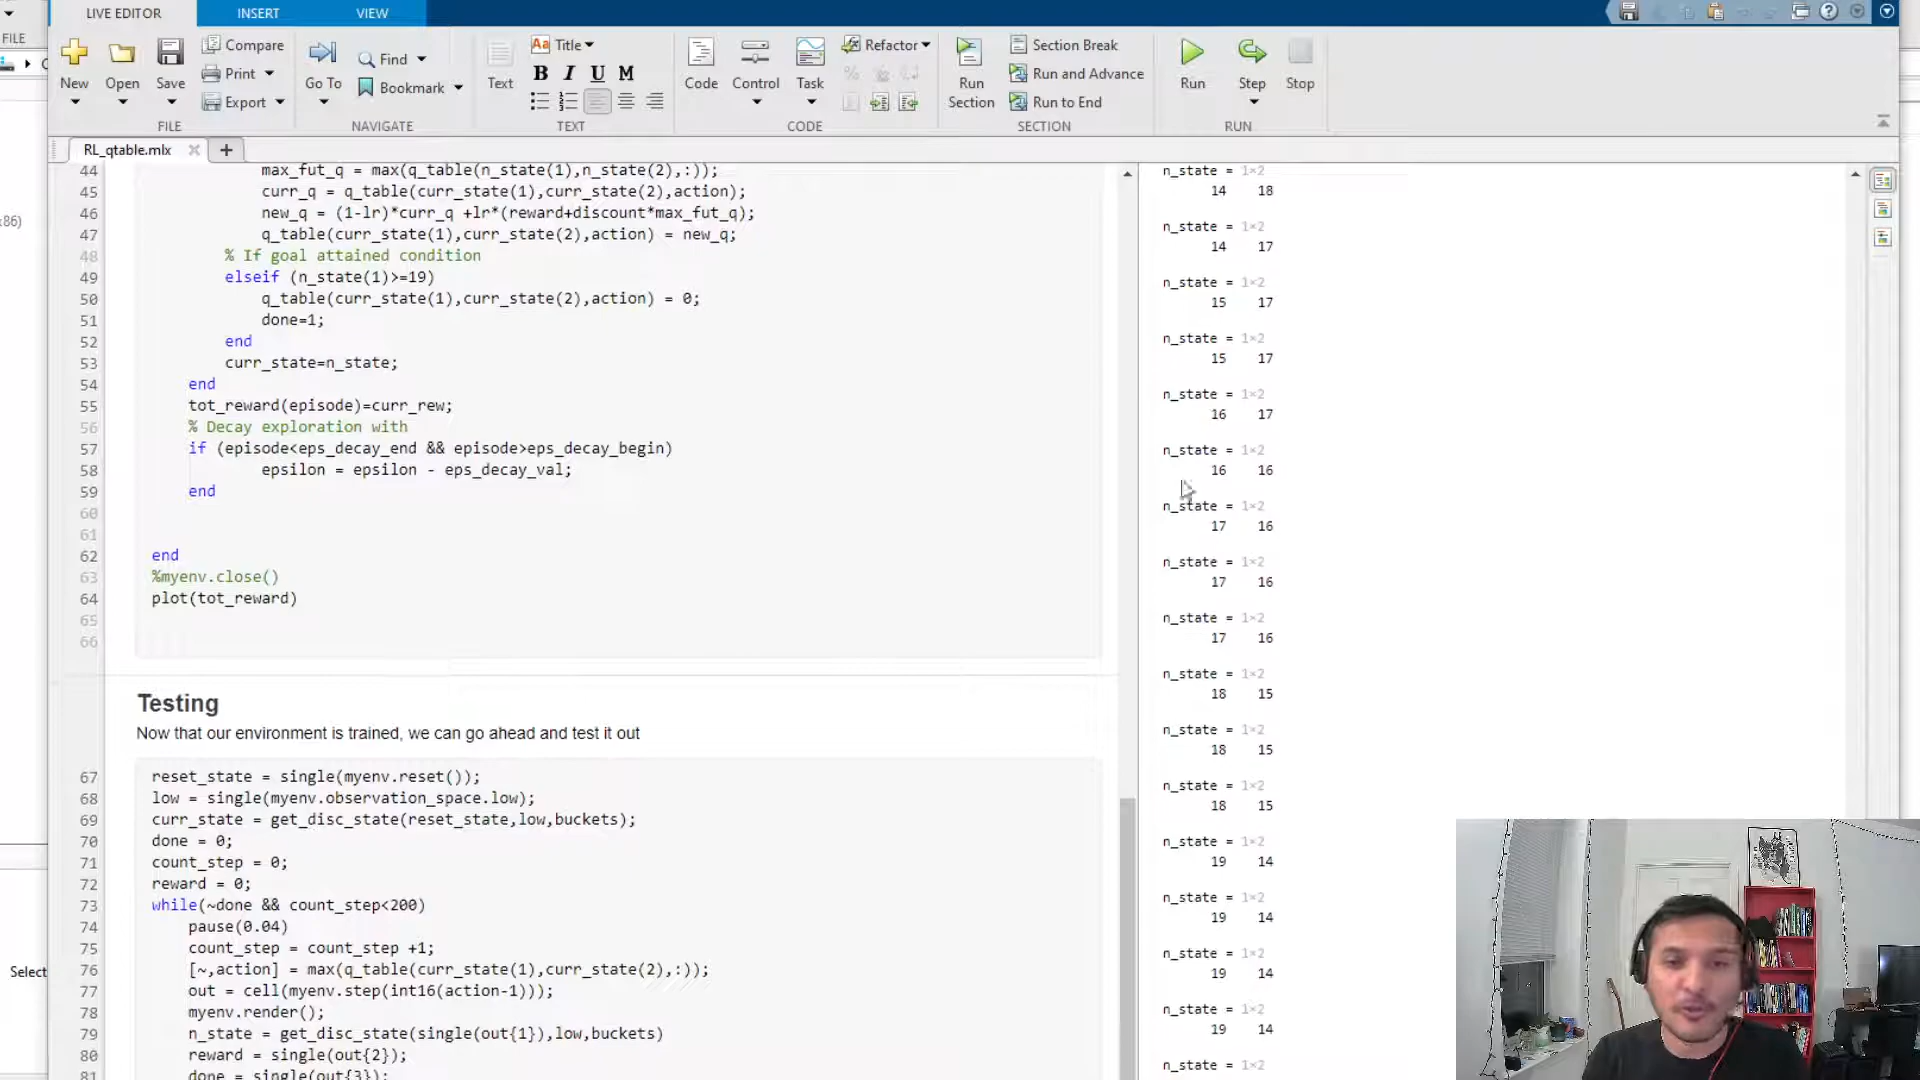 LIVE EDITOR INSERT VIEW
FILE
New Open Save Compare Print Export
FILE
Go To Find Bookmark
NAVIGATE
Text Title
B I U M
TEXT
Code Control Task Refactor
CODE
Run Section Section Break
Run and Advance
Run to End
SECTION
Run Step Stop
RUN
RL_qtable.mlx
44 max_fut_q = max(q_table(n_state(1),n_state(2),:));
45 curr_q = q_table(curr_state(1),curr_state(2),action);
46 new_q = (1-lr)*curr_q +lr*(reward+discount*max_fut_q);
47 q_table(curr_state(1),curr_state(2),action) = new_q;
48 % If goal attained condition
49 elseif (n_state(1)>=19)
50 q_table(curr_state(1),curr_state(2),action) = 0;
51 done=1;
52 end
53 curr_state=n_state;
54 end
55 tot_reward(episode)=curr_rew;
56 % Decay exploration with
57 if (episode<eps_decay_end && episode>eps_decay_begin)
58 epsilon = epsilon - eps_decay_val;
59 end
60
61
62 end
63 %myenv.close()
64 plot(tot_reward)
65
66
Testing
Now that our environment is trained, we can go ahead and test it out
67 reset_state = single(myenv.reset());
68 low = single(myenv.observation_space.low);
69 curr_state = get_disc_state(reset_state,low,buckets);
70 done = 0;
71 count_step = 0;
72 reward = 0;
73 while(~done && count_step<200)
74 pause(0.04)
75 count_step = count_step +1;
76 [~,action] = max(q_table(curr_state(1),curr_state(2),:));
77 out = cell(myenv.step(int16(action-1)));
78 myenv.render();
79 n_state = get_disc_state(single(out{1}),low,buckets)
80 reward = single(out{2});
81 done = single(out{3});
n_state = 1×2
14 18
n_state = 1×2
14 17
n_state = 1×2
15 17
n_state = 1×2
15 17
n_state = 1×2
16 17
n_state = 1×2
16 16
n_state = 1×2
17 16
n_state = 1×2
17 16
n_state = 1×2
17 16
n_state = 1×2
18 15
n_state = 1×2
18 15
n_state = 1×2
18 15
n_state = 1×2
19 14
n_state = 1×2
19 14
n_state = 1×2
19 14
n_state = 1×2
19 14
n_state = 1×2
x86)
Select